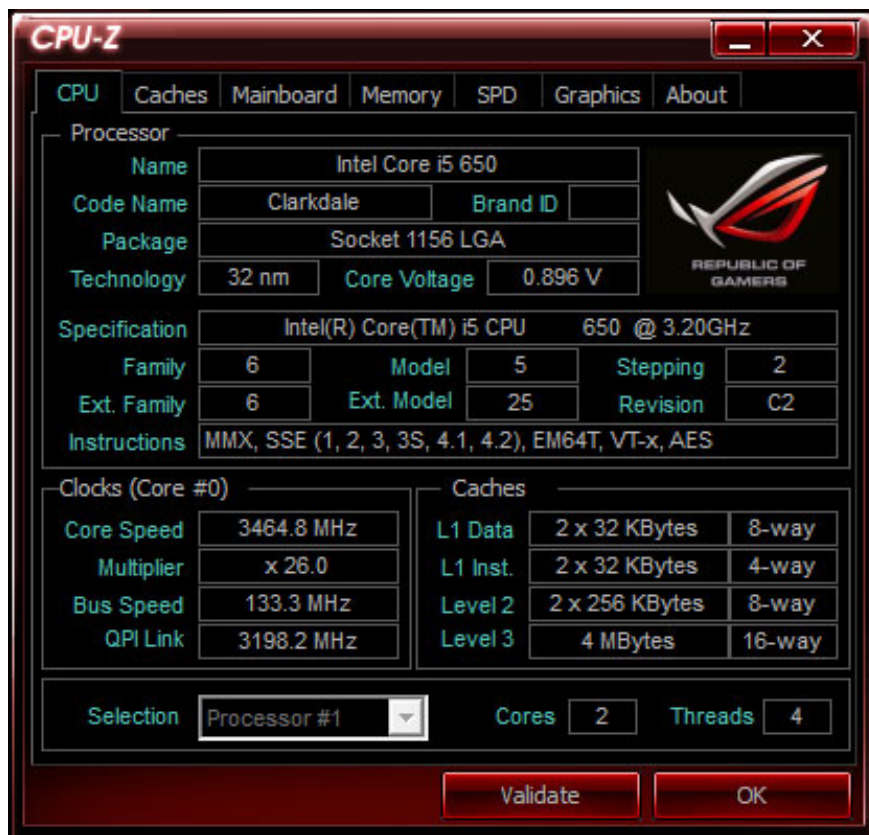 CPU-Z
CPU Caches Mainboard Memory SPD Graphics About
Processor
Name Intel Core i5 650
Code Name Clarkdale Brand ID
Package Socket 1156 LGA
REPUBLIC OF
GAMERS
Technology 32 nm Core Voltage 0.896 V
Specification Intel(R) Core(TM) i5 CPU 650 @ 3.20GHz
Family 6 Model 5 Stepping 2
Ext. Family 6 Ext. Model 25 Revision C2
Instructions MMX, SSE (1, 2, 3, 3S, 4.1, 4.2), EM64T, VT-x, AES
Clocks (Core #0) Caches
Core Speed 3464.8 MHz L1 Data 2 x 32 KBytes 8-way
Multiplier x 26.0 L1 Inst. 2 x 32 KBytes 4-way
Bus Speed 133.3 MHz Level 2 2 x 256 KBytes 8-way
QPI Link 3198.2 MHz Level 3 4 MBytes 16-way
Selection Processor #1 Cores 2 Threads 4
Validate OK